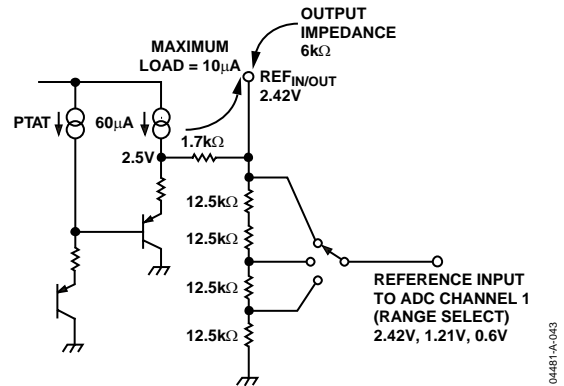 OUTPUT
IMPEDANCE
6kΩ
MAXIMUM
LOAD = 10µA
REFIN/OUT
2.42V
PTAT
60µA
1.7kΩ
2.5V
12.5kΩ
12.5kΩ
12.5kΩ
12.5kΩ
REFERENCE INPUT
TO ADC CHANNEL 1
(RANGE SELECT)
2.42V, 1.21V, 0.6V
04481-A-043